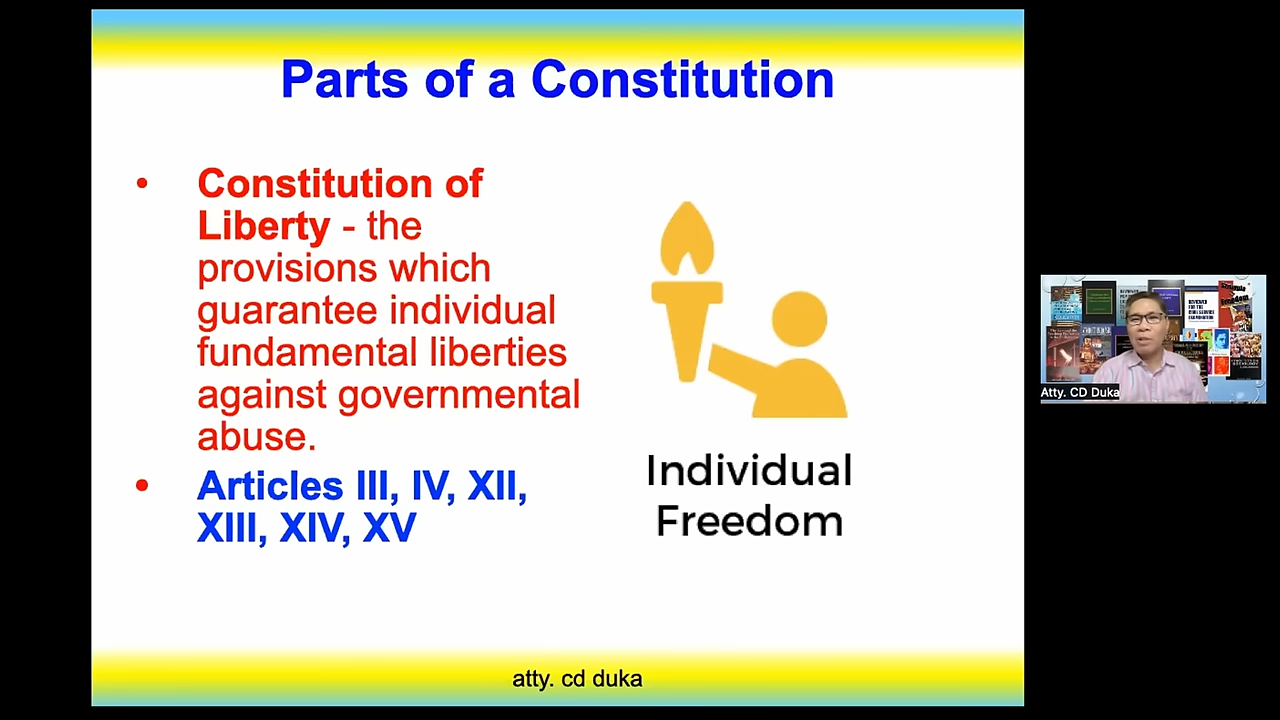 Parts of a Constitution
• Constitution of
Liberty - the
provisions which
guarantee individual
fundamental liberties
against governmental
abuse.
• Articles III, IV, XII,
XIII, XIV, XV
Individual
Freedom
atty. cd duka
Atty. CD Duka